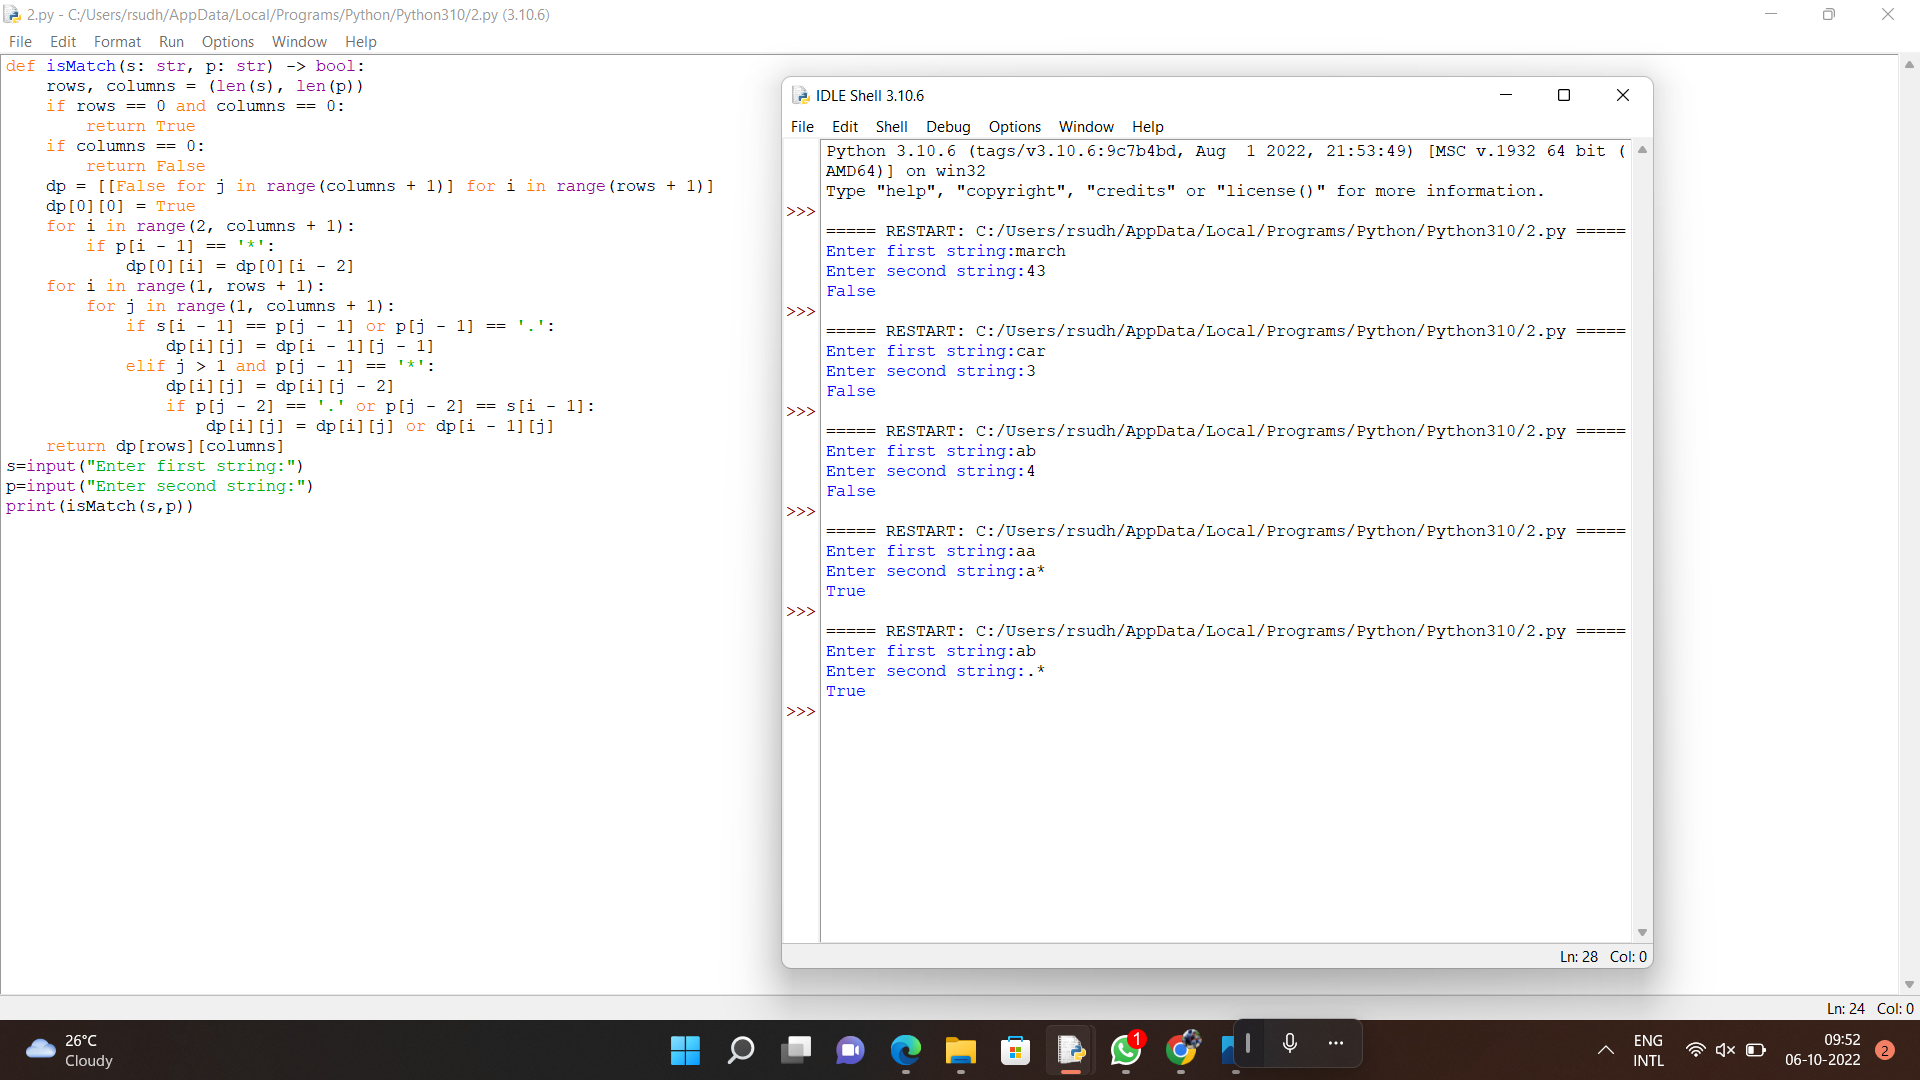 2.py - C:/Users/rsudh/AppData/Local/Programs/Python/Python310/2.py (3.10.6)
File Edit Format Run Options Window Help
def isMatch(s: str, p: str) -> bool:
    rows, columns = (len(s), len(p))
    if rows == 0 and columns == 0:
        return True
    if columns == 0:
        return False
    dp = [[False for j in range(columns + 1)] for i in range(rows + 1)]
    dp[0][0] = True
    for i in range(2, columns + 1):
        if p[i - 1] == '*':
            dp[0][i] = dp[0][i - 2]
    for i in range(1, rows + 1):
        for j in range(1, columns + 1):
            if s[i - 1] == p[j - 1] or p[j - 1] == '.':
                dp[i][j] = dp[i - 1][j - 1]
            elif j > 1 and p[j - 1] == '*':
                dp[i][j] = dp[i][j - 2]
                if p[j - 2] == '.' or p[j - 2] == s[i - 1]:
                    dp[i][j] = dp[i][j] or dp[i - 1][j]
    return dp[rows][columns]
s=input("Enter first string:")
p=input("Enter second string:")
print(isMatch(s,p))
IDLE Shell 3.10.6
File Edit Shell Debug Options Window Help
Python 3.10.6 (tags/v3.10.6:9c7b4bd, Aug  1 2022, 21:53:49) [MSC v.1932 64 bit (
AMD64)] on win32
Type "help", "copyright", "credits" or "license()" for more information.
>>>
===== RESTART: C:/Users/rsudh/AppData/Local/Programs/Python/Python310/2.py =====
Enter first string:march
Enter second string:43
False
>>>
===== RESTART: C:/Users/rsudh/AppData/Local/Programs/Python/Python310/2.py =====
Enter first string:car
Enter second string:3
False
>>>
===== RESTART: C:/Users/rsudh/AppData/Local/Programs/Python/Python310/2.py =====
Enter first string:ab
Enter second string:4
False
>>>
===== RESTART: C:/Users/rsudh/AppData/Local/Programs/Python/Python310/2.py =====
Enter first string:aa
Enter second string:a*
True
>>>
===== RESTART: C:/Users/rsudh/AppData/Local/Programs/Python/Python310/2.py =====
Enter first string:ab
Enter second string:.*
True
>>>
Ln: 28 Col: 0
Ln: 24 Col: 0
26°C
Cloudy
1
ENG
INTL
09:52
06-10-2022
2